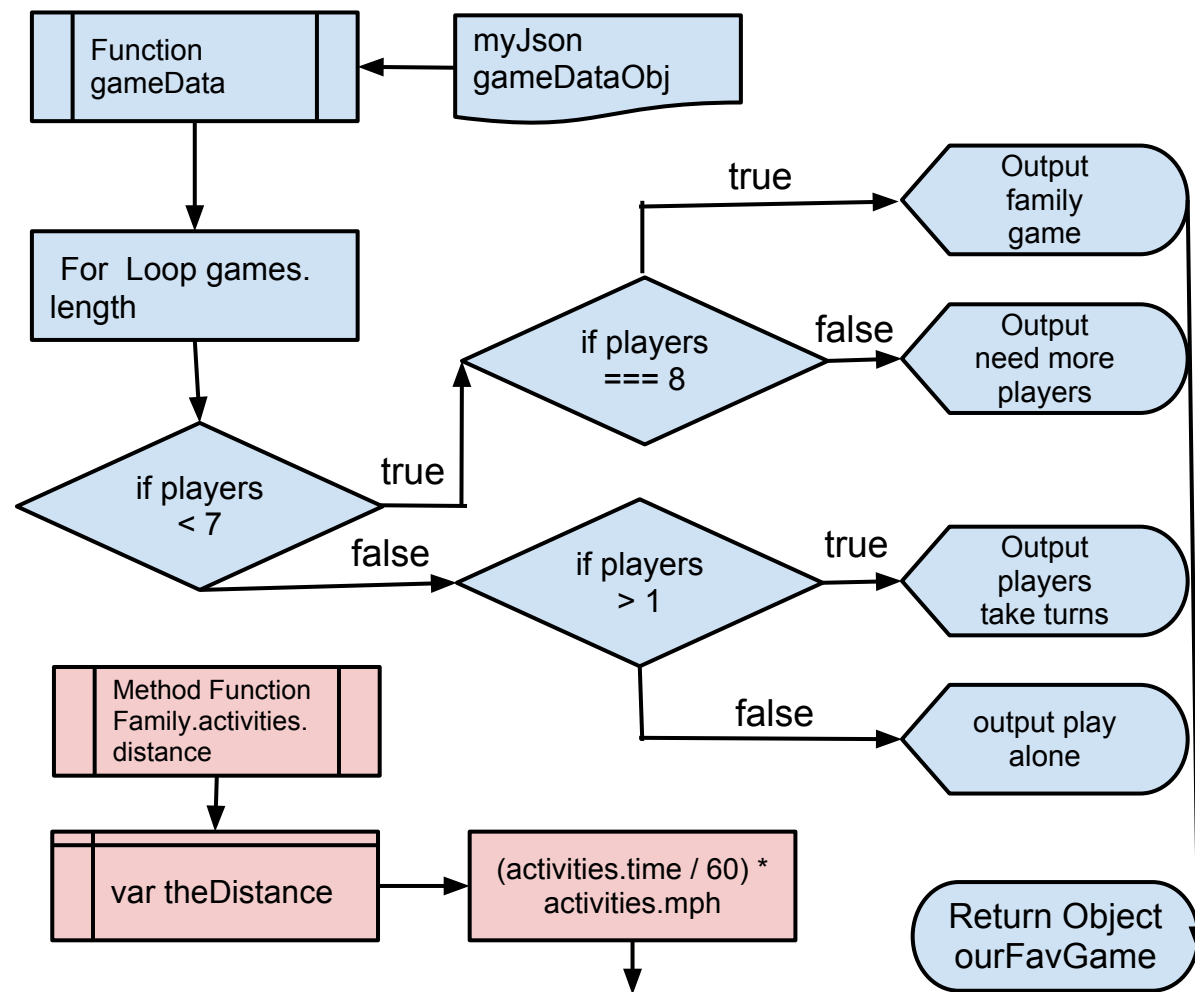 Function
gameData
myJson
gameDataObj
true
Output
family
game
For Loop games.
length
if players
=== 8
false
Output
need more
players
if players
< 7
true
false
if players
> 1
true
Output
players
take turns
false
output play
alone
Method Function
Family.activities.
distance
var theDistance
(activities.time / 60) *
activities.mph
Return Object
ourFavGame